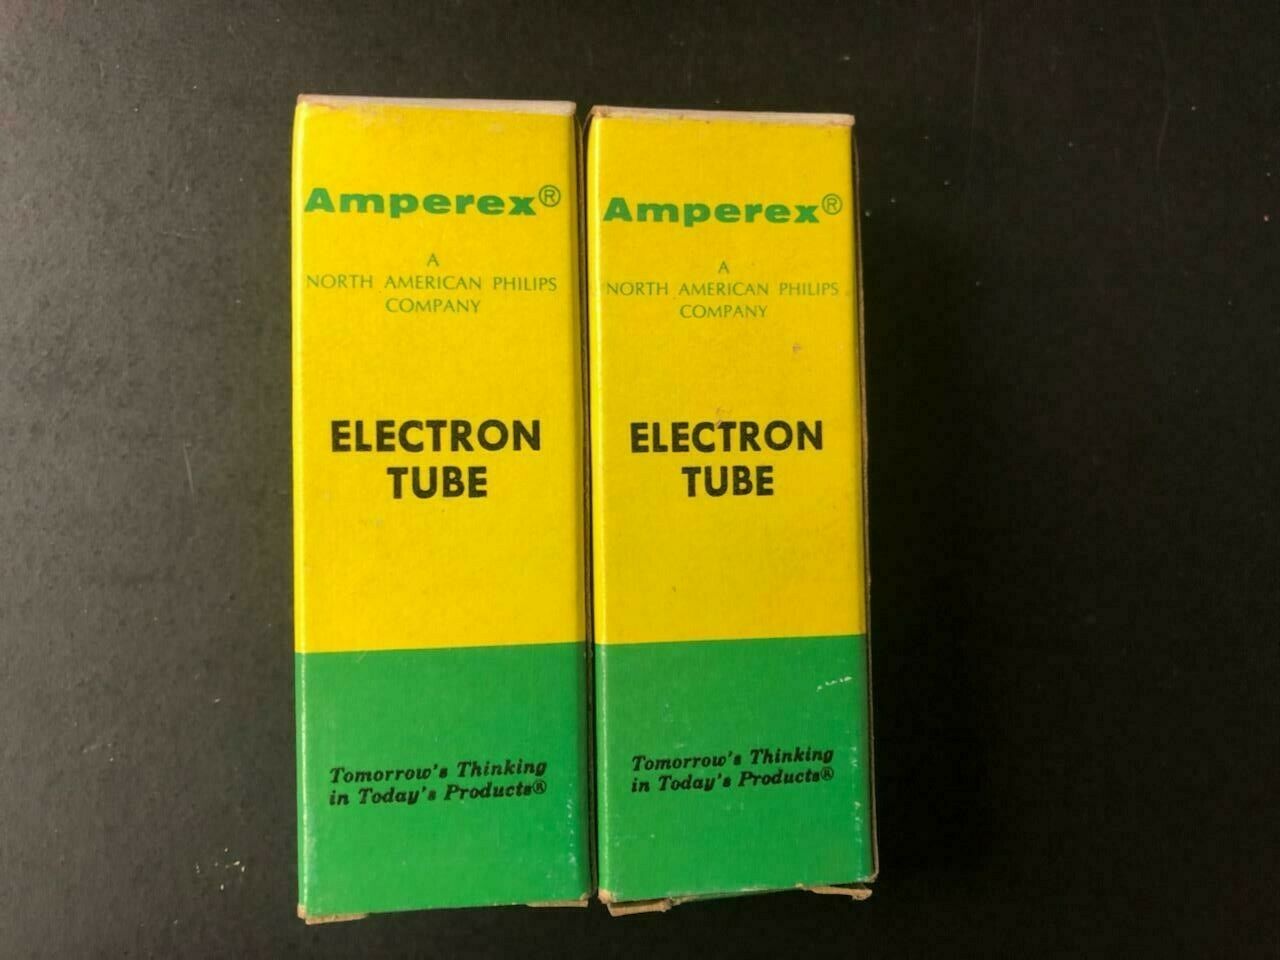 Amperex®
A
NORTH AMERICAN PHILIPS
COMPANY
ELECTRON
TUBE
Tomorrow's Thinking
in Today's Products®
Amperex®
A
NORTH AMERICAN PHILIPS
COMPANY
ELECTRON
TUBE
Tomorrow's Thinking
in Today's Products®